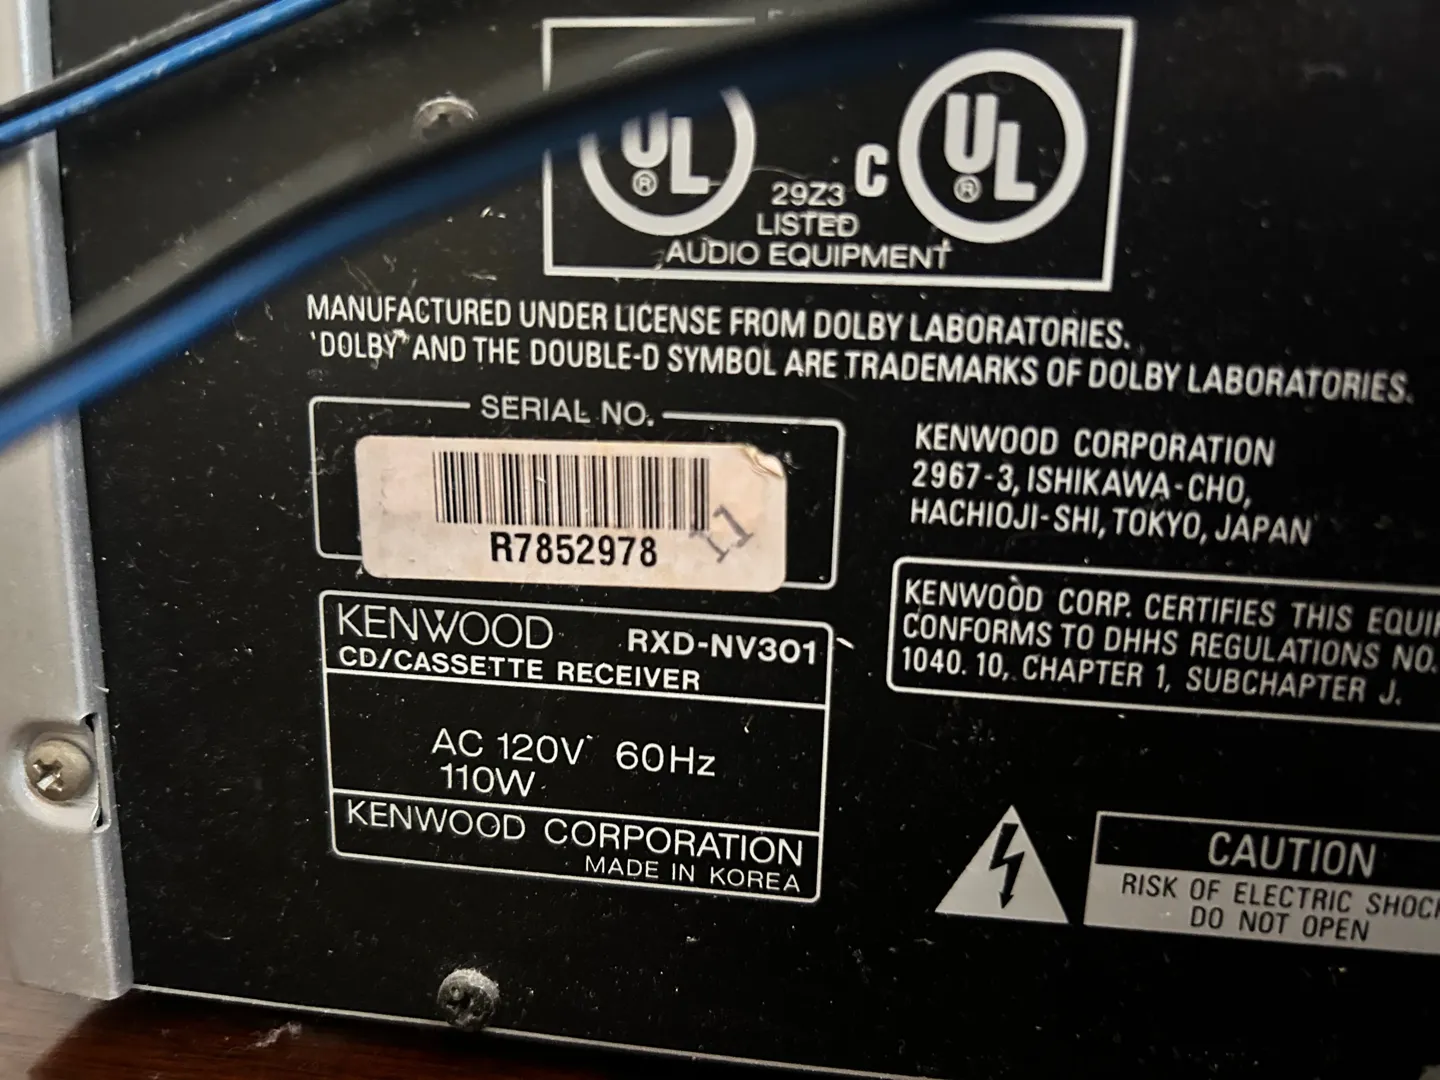 UL
®
C
UL
®
29Z3
LISTED
AUDIO EQUIPMENT
MANUFACTURED UNDER LICENSE FROM DOLBY LABORATORIES.
"DOLBY" AND THE DOUBLE-D SYMBOL ARE TRADEMARKS OF DOLBY LABORATORIES.
SERIAL NO.
R7852978
11
KENWOOD RXD-NV301
CD/CASSETTE RECEIVER
AC 120V 60Hz
110W
KENWOOD CORPORATION
MADE IN KOREA
KENWOOD CORPORATION
2967-3, ISHIKAWA-CHO,
HACHIOJI-SHI, TOKYO, JAPAN
KENWOOD CORP. CERTIFIES THIS EQUI
CONFORMS TO DHHS REGULATIONS NO.
1040. 10, CHAPTER 1, SUBCHAPTER J.
CAUTION
RISK OF ELECTRIC SHOC
DO NOT OPEN